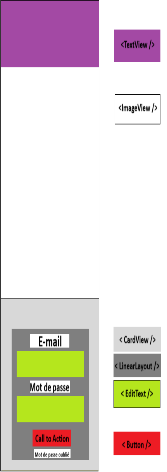 <TextView />
<ImageView />
E-mail
Mot de passe
Call to Action
Mot de passe oublié
< CardView />
< LinearLayout />
< EditText />
< Button />